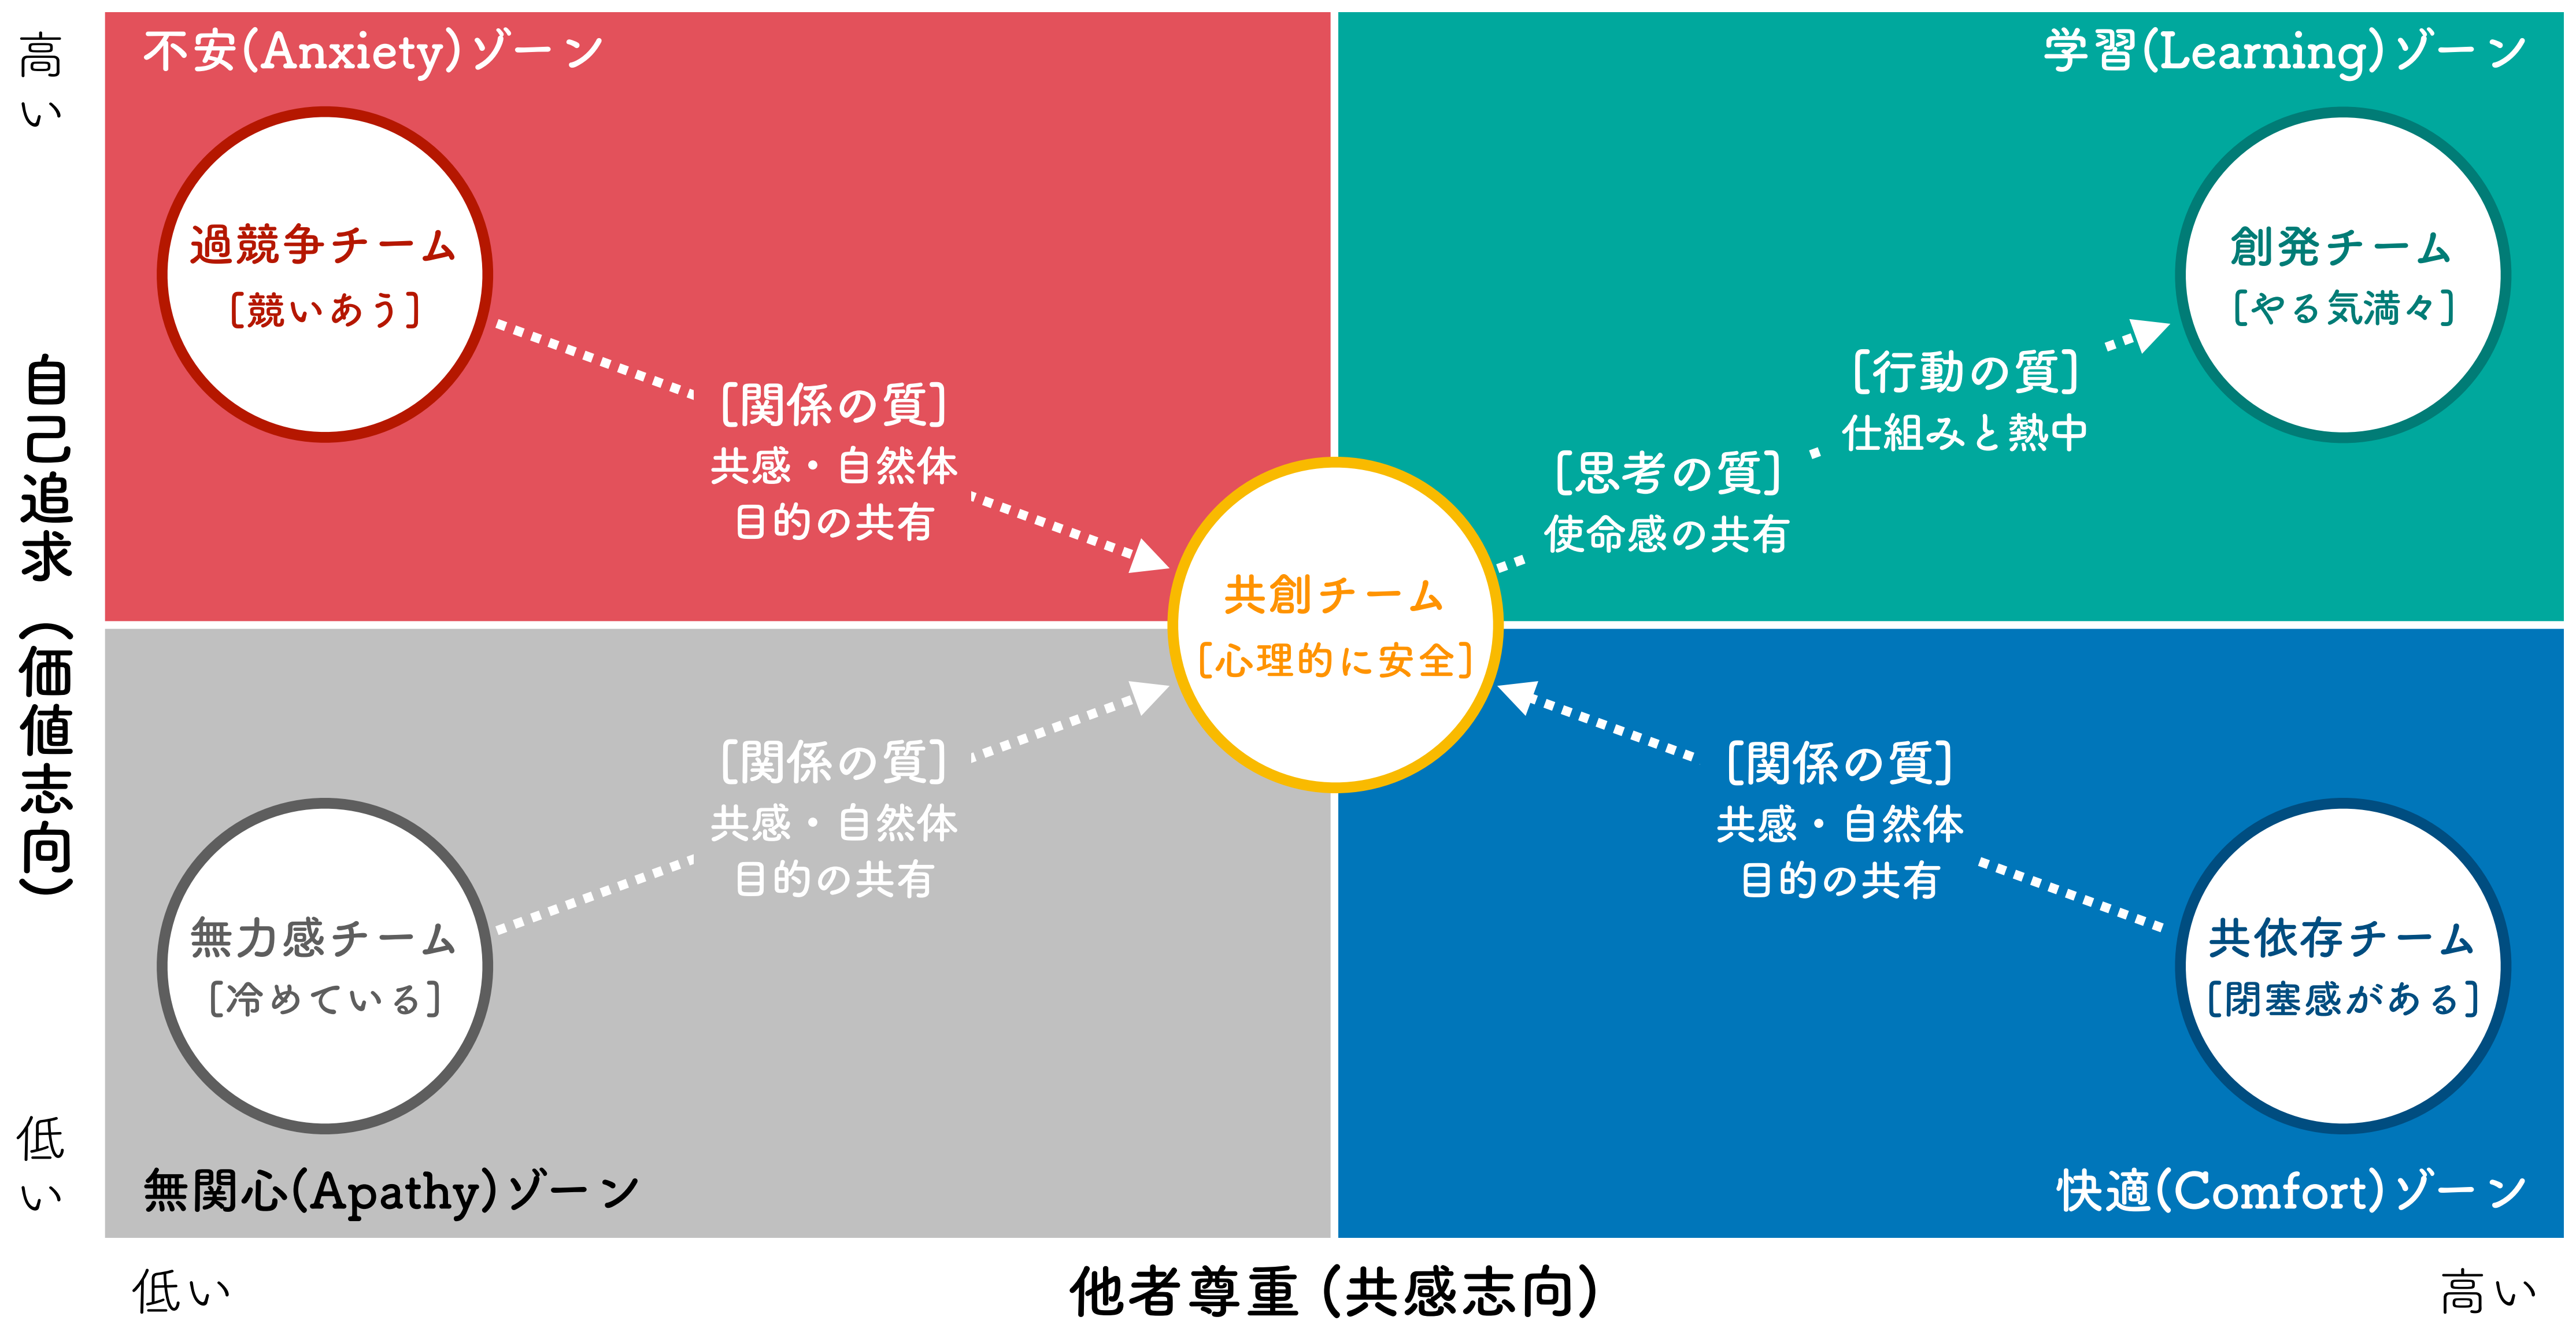 高い
不安(Anxiety)ゾーン
学習(Learning)ゾーン
過競争チーム
[競いあう]
創発チーム
[やる気満々]
[関係の質]
共感・自然体
目的の共有
[行動の質]
仕組みと熱中
[思考の質]
使命感の共有
自己追求（価値志向）
共創チーム
[心理的に安全]
[関係の質]
共感・自然体
目的の共有
[関係の質]
共感・自然体
目的の共有
無力感チーム
[冷めている]
共依存チーム
[閉塞感がある]
低い
無関心(Apathy)ゾーン
快適(Comfort)ゾーン
低い
他者尊重(共感志向)
高い